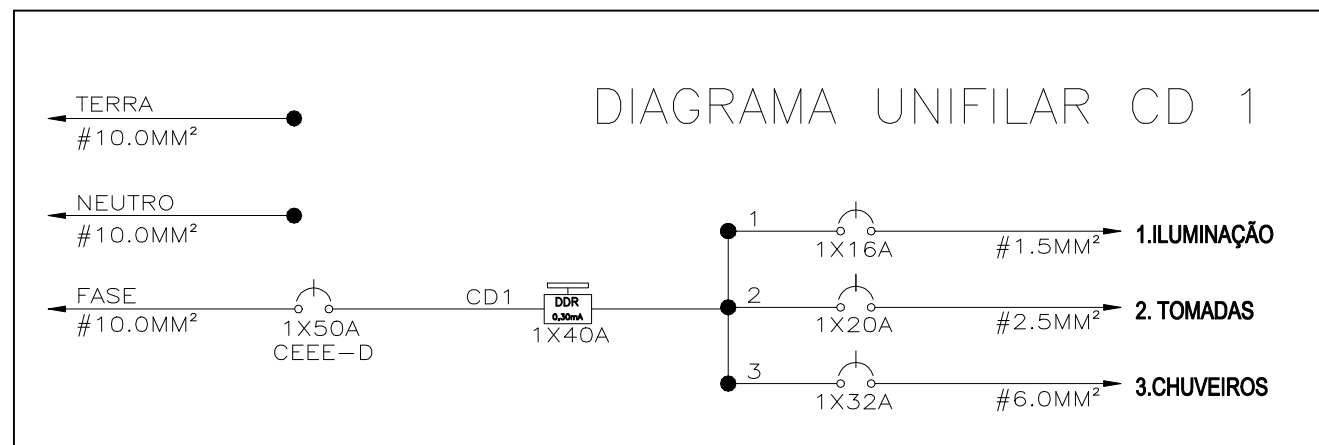 DIAGRAMA UNIFILAR CD 1
TERRA
#10.0MM²
NEUTRO
#10.0MM²
FASE
#10.0MM²
1X50A
CEEE-D
CD1
DDR
0,30mA
1X40A
1
1X16A
#1.5MM²
1.ILUMINAÇÃO
2
1X20A
#2.5MM²
2. TOMADAS
3
1X32A
#6.0MM²
3.CHUVEIROS